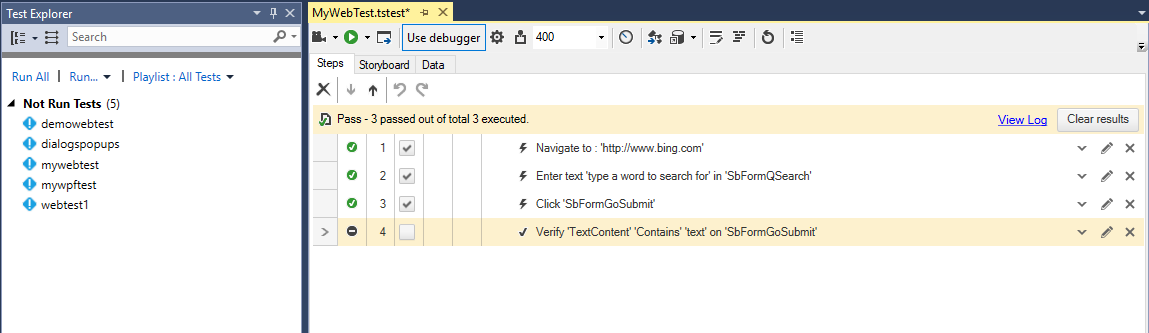 Test Explorer
Search
Run All | Run... Playlist : All Tests
Not Run Tests (5)
demowebtest
dialogspopups
mywebtest
mywpftest
webtest1
MyWebTest.tstest*
Use debugger 400
Steps Storyboard Data
Pass - 3 passed out of total 3 executed. View Log Clear results
1 Navigate to : 'http://www.bing.com'
2 Enter text 'type a word to search for' in 'SbFormQSearch'
3 Click 'SbFormGoSubmit'
4 Verify 'TextContent' 'Contains' 'text' on 'SbFormGoSubmit'